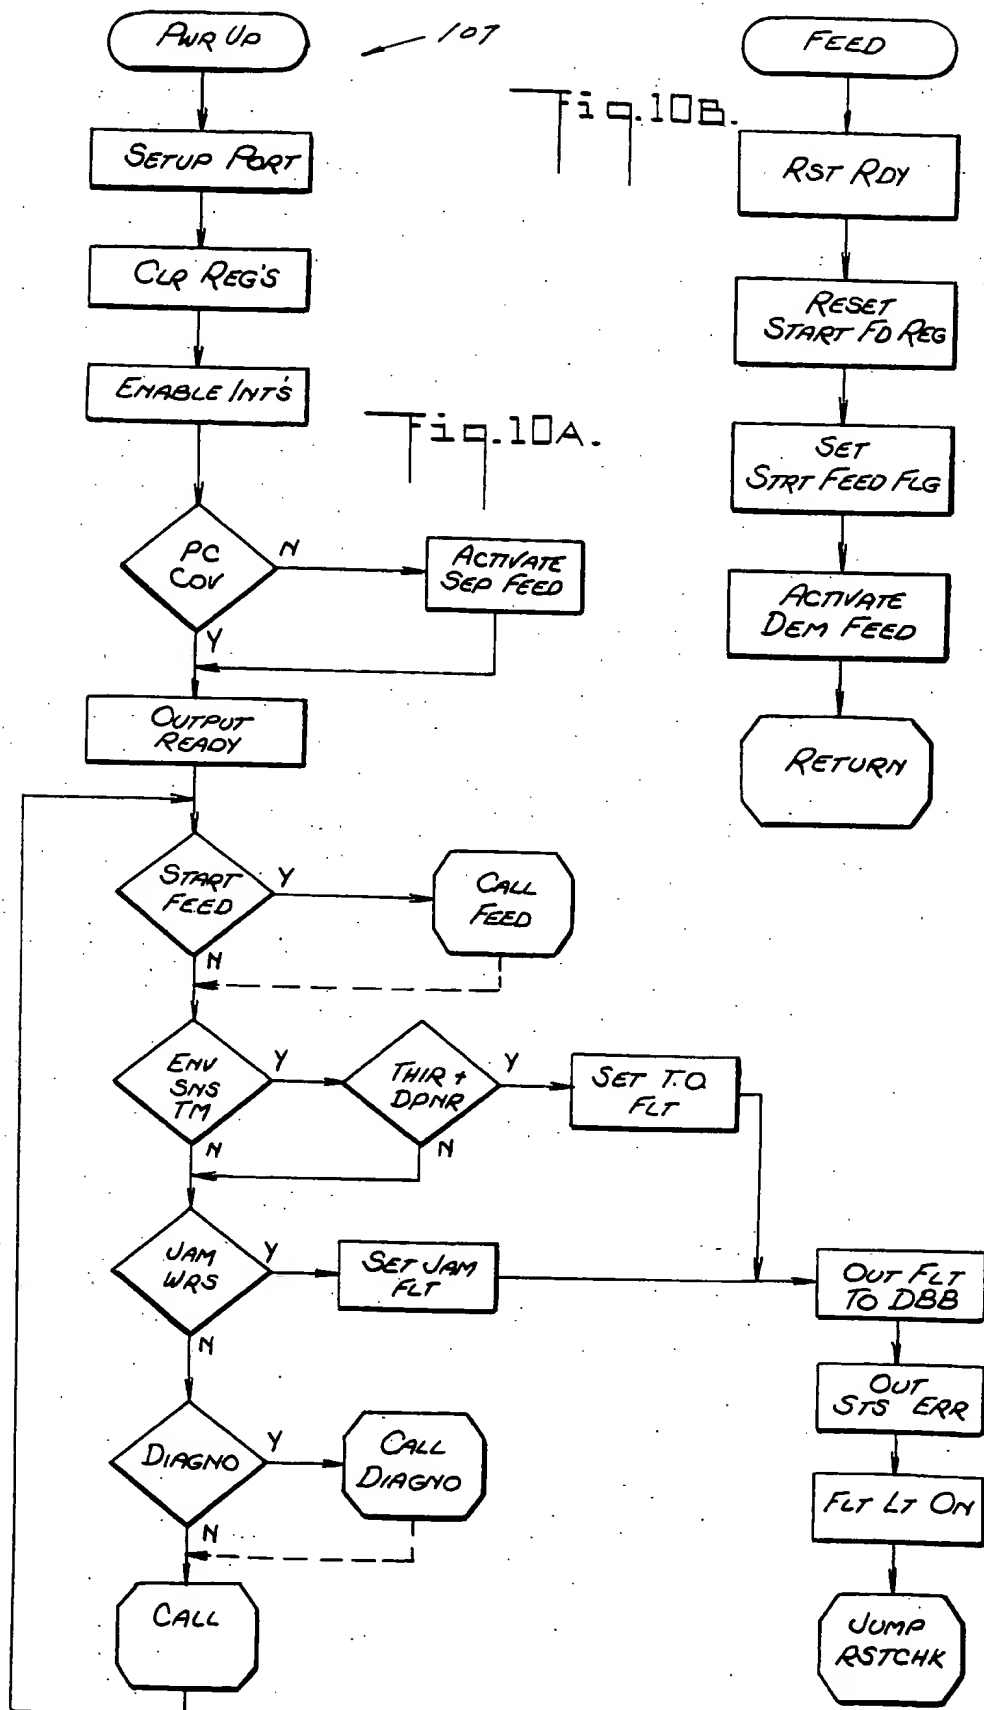 PWR UP
107
SETUP PORT
CLR REG'S
ENABLE INT'S
Fig.10A.
PC
COV
N
Y
ACTIVATE
SEP FEED
OUTPUT
READY
START
FEED
Y
N
CALL
FEED
ENV
SNS
TM
Y
N
THIR +
DPNR
Y
N
SET T.O.
FLT
JAM
WRS
Y
N
SET JAM
FLT
OUT FLT
TO DBB
OUT
STS ERR
FLT LT ON
JUMP
RSTCHK
DIAGNO
Y
N
CALL
DIAGNO
CALL
Fig.10B.
FEED
RST RDY
RESET
START FD REG
SET
STRT FEED FLG
ACTIVATE
DEM FEED
RETURN